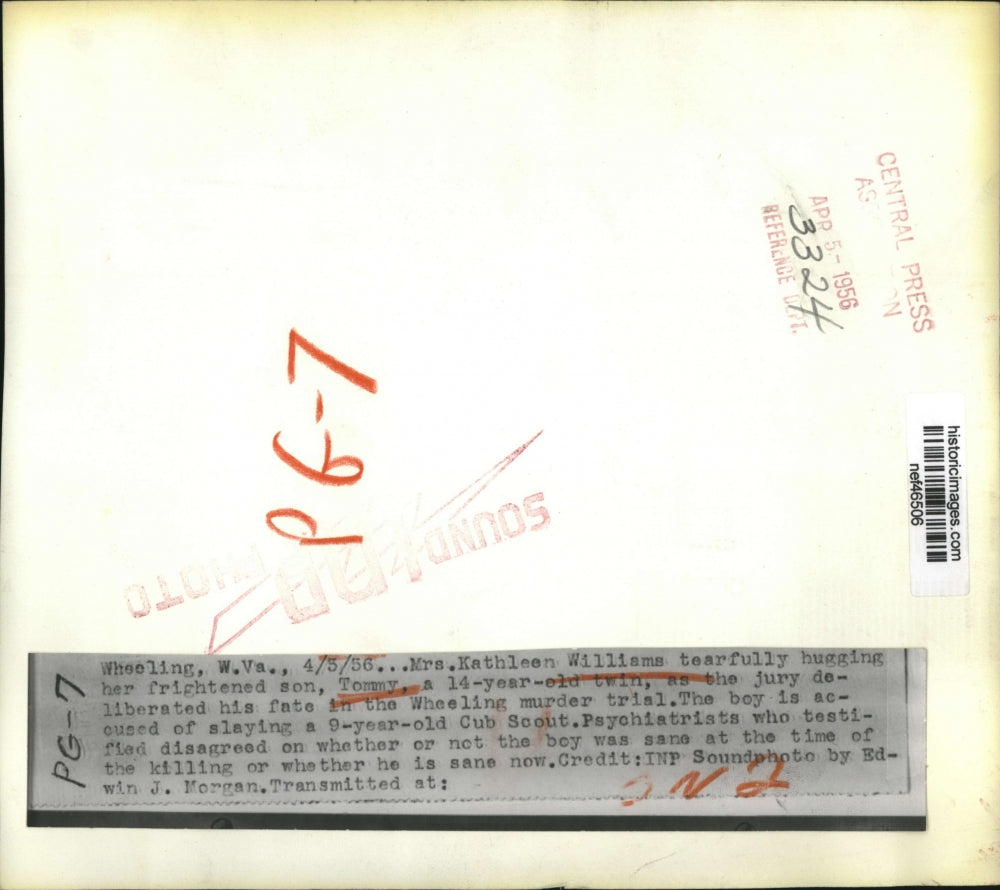 CENTRAL PRESS
AS N
APR 5 - 1956
3324
REFERENCE DEPT.
historicimages.com
nef46506
PG-7
SOUND
PHOTO
PG-7
Wheeling, W.Va., 4/5/56...Mrs.Kathleen Williams tearfully hugging
her frightened son, Tommy, a 14-year-old twin, as the jury de-
liberated his fate in the Wheeling murder trial.The boy is ac-
cused of slaying a 9-year-old Cub Scout.Psychiatrists who testi-
fied disagreed on whether or not the boy was sane at the time of
the killing or whether he is sane now.Credit:INP Soundphoto by Ed-
win J. Morgan.Transmitted at: